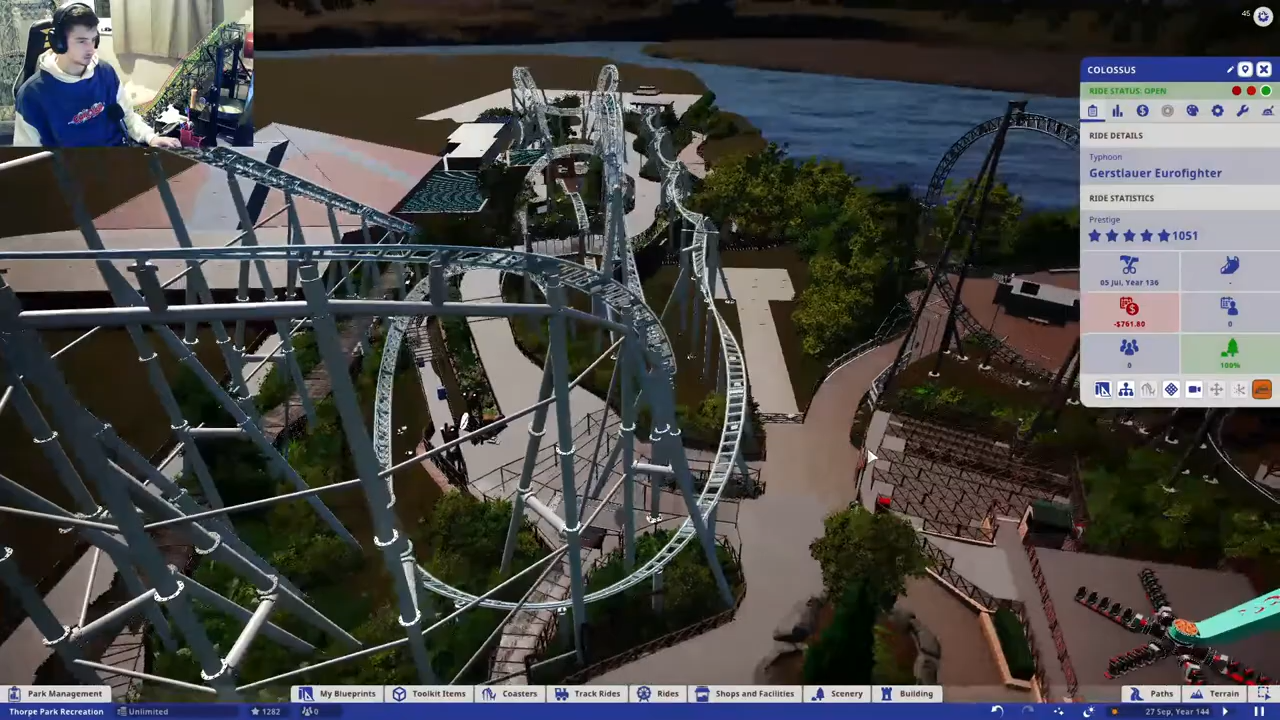 45
COLOSSUS
RIDE STATUS: OPEN
RIDE DETAILS
Typhoon
Gerstlauer Eurofighter
RIDE STATISTICS
Prestige
1051
05 Jul, Year 136
-
-$761.80
0
0
100%
Park Management
My Blueprints
Toolkit Items
Coasters
Track Rides
Rides
Shops and Facilities
Scenery
Building
Paths
Terrain
Thorpe Park Recreation
Unlimited
1282
0
27 Sep, Year 144